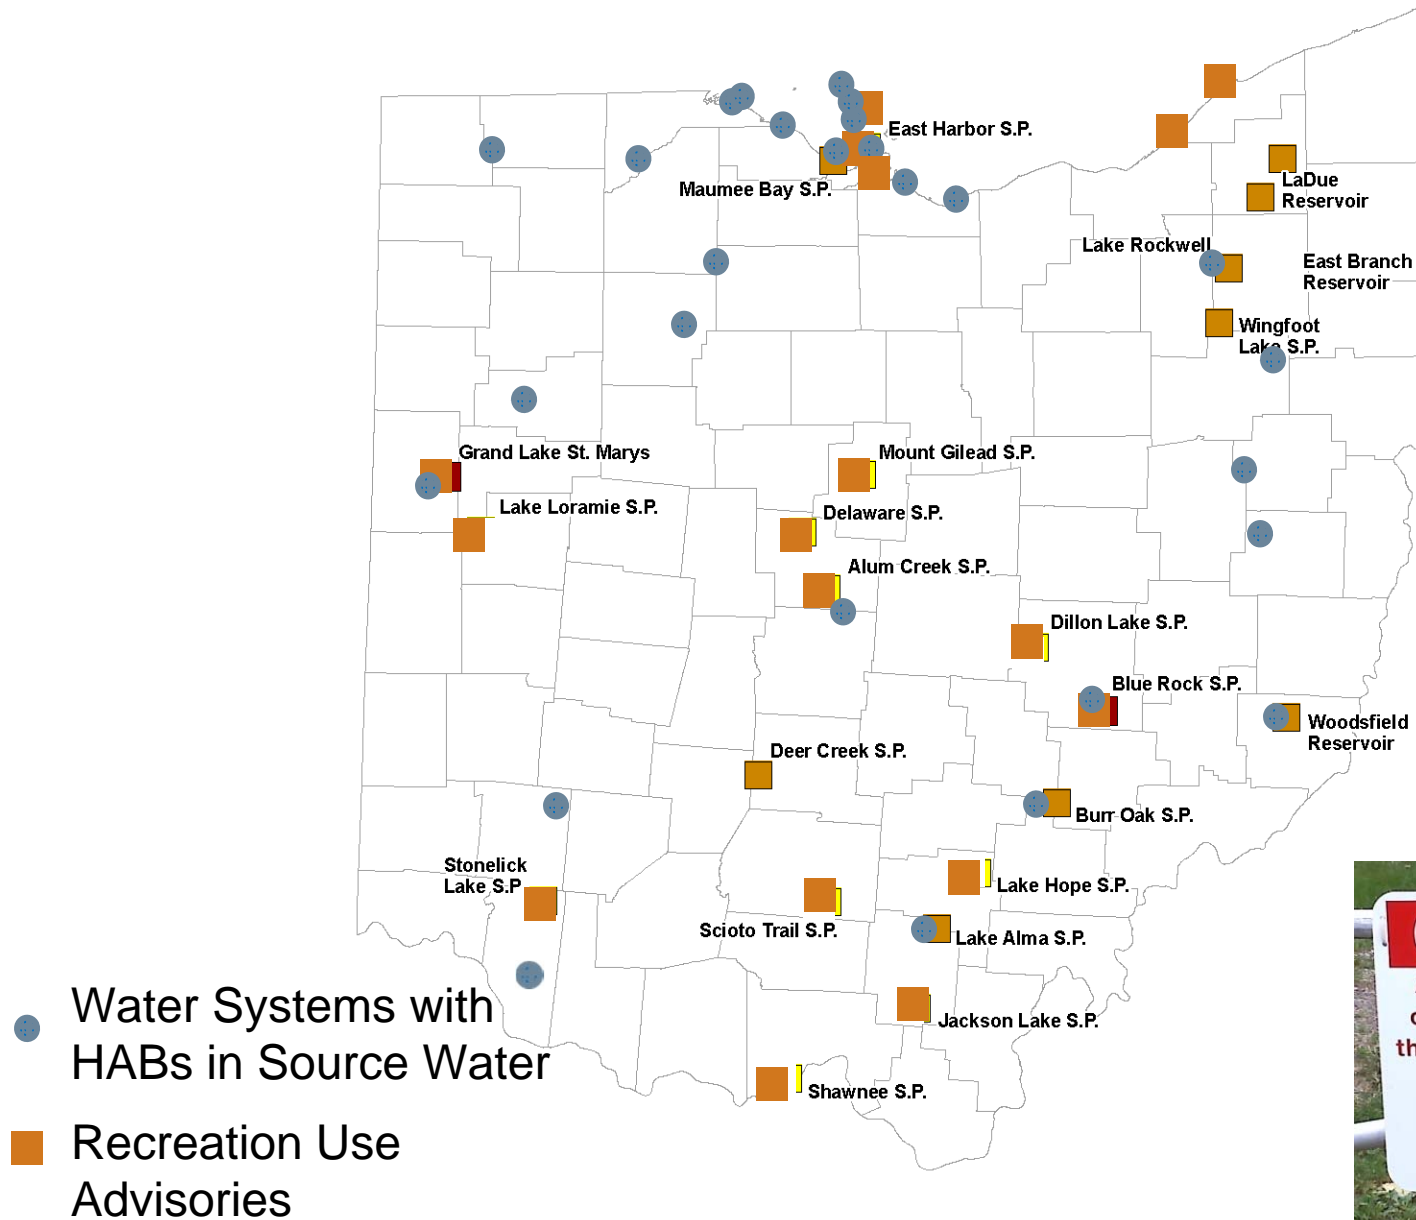 East Harbor S.P.
Maumee Bay S.P.
LaDue
Reservoir
Lake Rockwell
East Branch
Reservoir
Wingfoot
Lake S.P.
Grand Lake St. Marys
Mount Gilead S.P.
Lake Loramie S.P.
Delaware S.P.
Alum Creek S.P.
Dillon Lake S.P.
Blue Rock S.P.
Woodsfield
Reservoir
Deer Creek S.P.
Burr Oak S.P.
Stonelick
Lake S.P
Lake Hope S.P.
Scioto Trail S.P.
Lake Alma S.P.
Jackson Lake S.P.
Shawnee S.P.
Water Systems with
HABs in Source Water
Recreation Use
Advisories